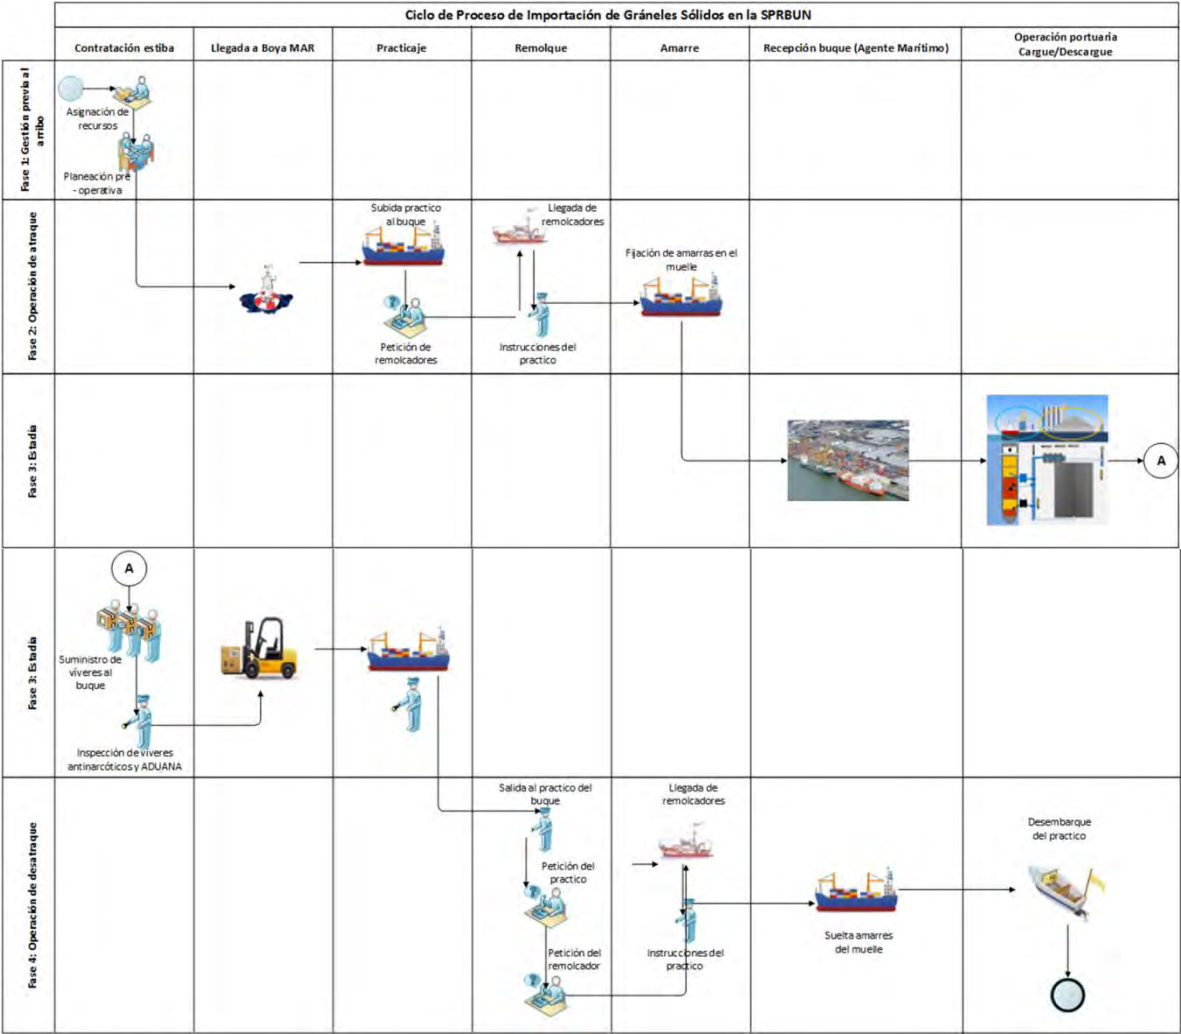 Ciclo de Proceso de Importación de Gráneles Sólidos en la SPRBUN
Contratación estiba
Llegada a Boya MAR
Practicaje
Remolque
Amarre
Recepción buque (Agente Marítimo)
Operación portuaria
Cargue/Descargue
Fase 1: Gestión previa al
arribo
Asignación de
recursos
Planeación pre
- operativa
Fase 2: Operación de atraque
Subida practico
al buque
Petición de
remolcadores
Llegada de
remolcadores
Instrucciones del
practico
Fijación de amarras en el
muelle
Fase 3: Estadía
A
Fase 3: Estadía
A
Suministro de
víveres al
buque
Inspección de víveres
antinarcóticos y ADUANA
Fase 4: Operación de desatraque
Salida al practico del
buque
Petición del
practico
Petición del
remolcador
Llegada de
remolcadores
Instrucciones del
practico
Suelta amarres
del muelle
Desembarque
del practico